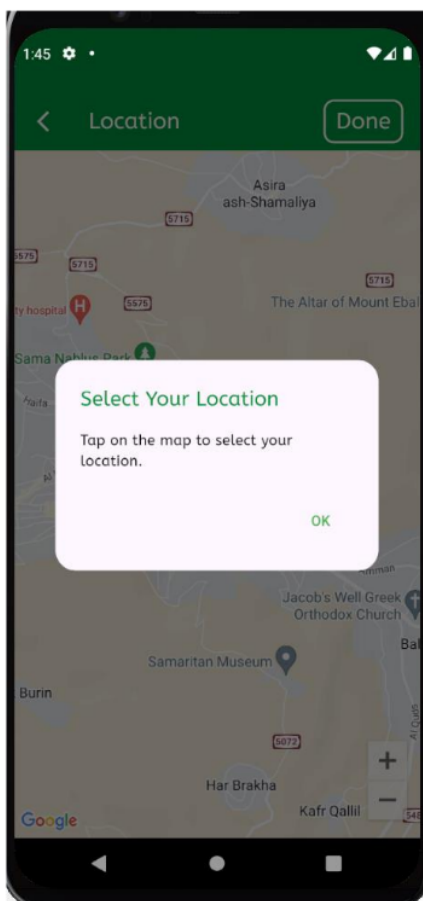 1:45
Location
Done
Asira
ash-Shamaliya
5715
5575
5715
5715
ty hospital
H
5575
The Altar of Mount Ebal
Sama Nablus Park
Haifa
Select Your Location
Tap on the map to select your
location.
OK
Amman
Jacob's Well Greek
Orthodox Church
Bal
Samaritan Museum
Burin
5072
Har Brakha
Kafr Qallil
Google